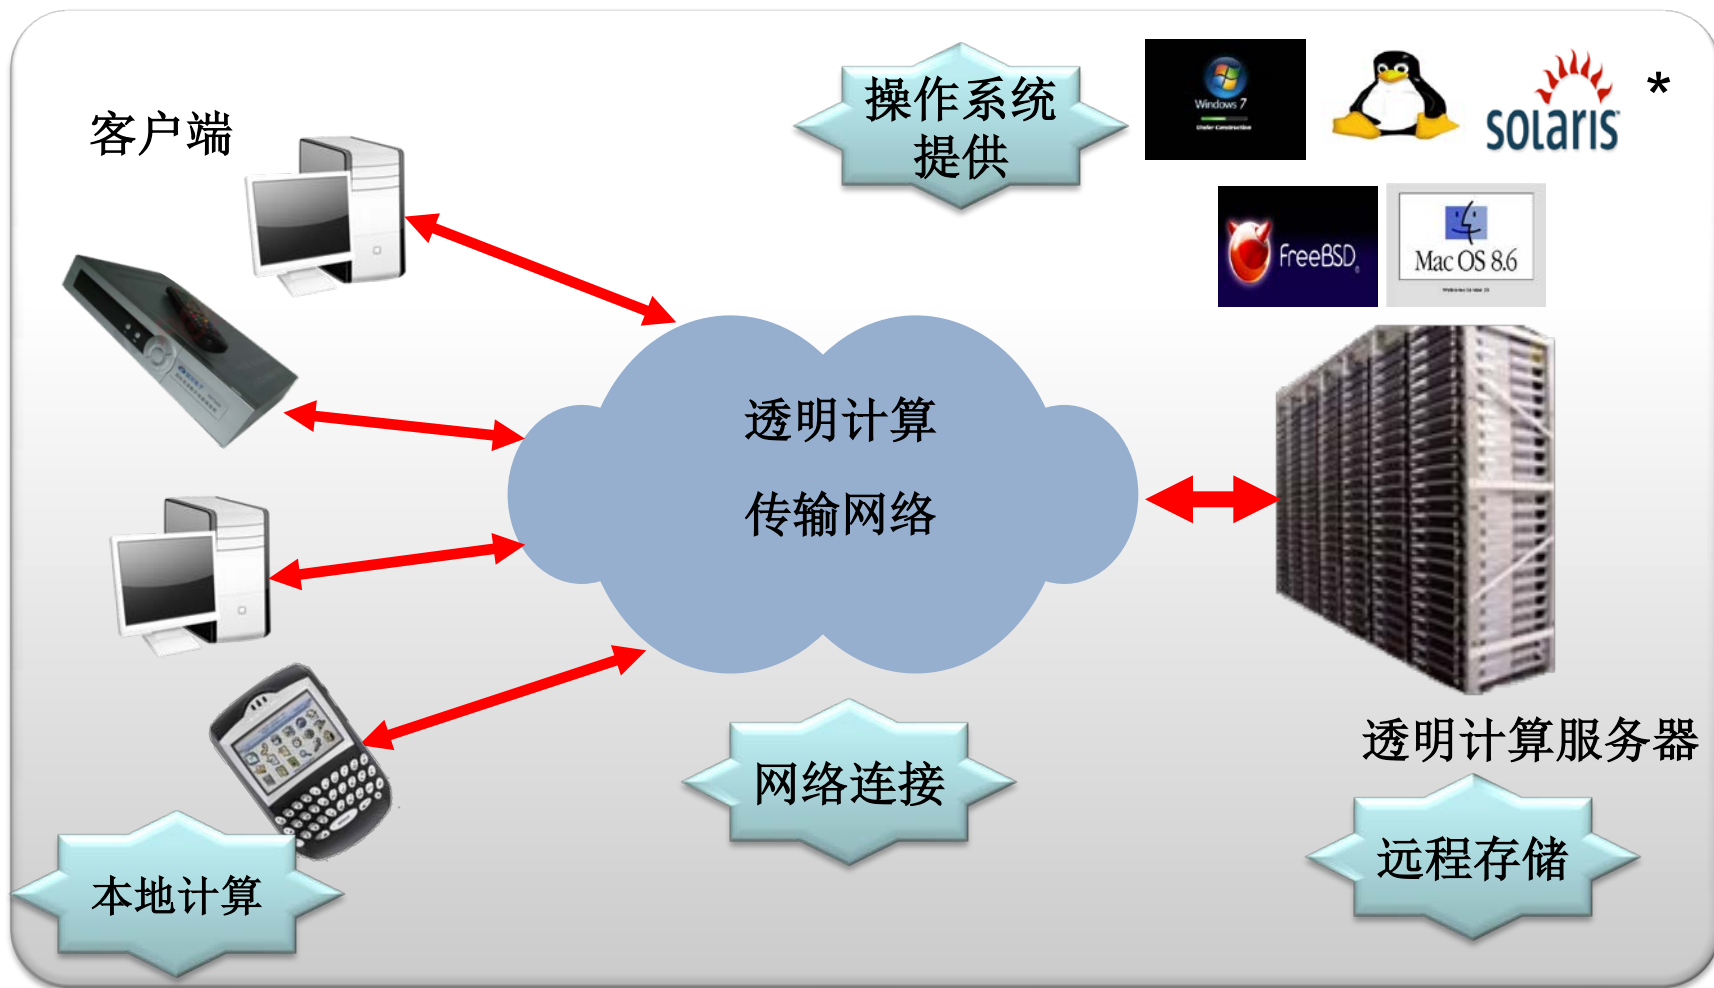 操作系统
提供
Windows 7
Under Construction
SOLARIS
*
客户端
FreeBSD
Mac OS 8.6
透明计算
传输网络
透明计算服务器
网络连接
远程存储
本地计算